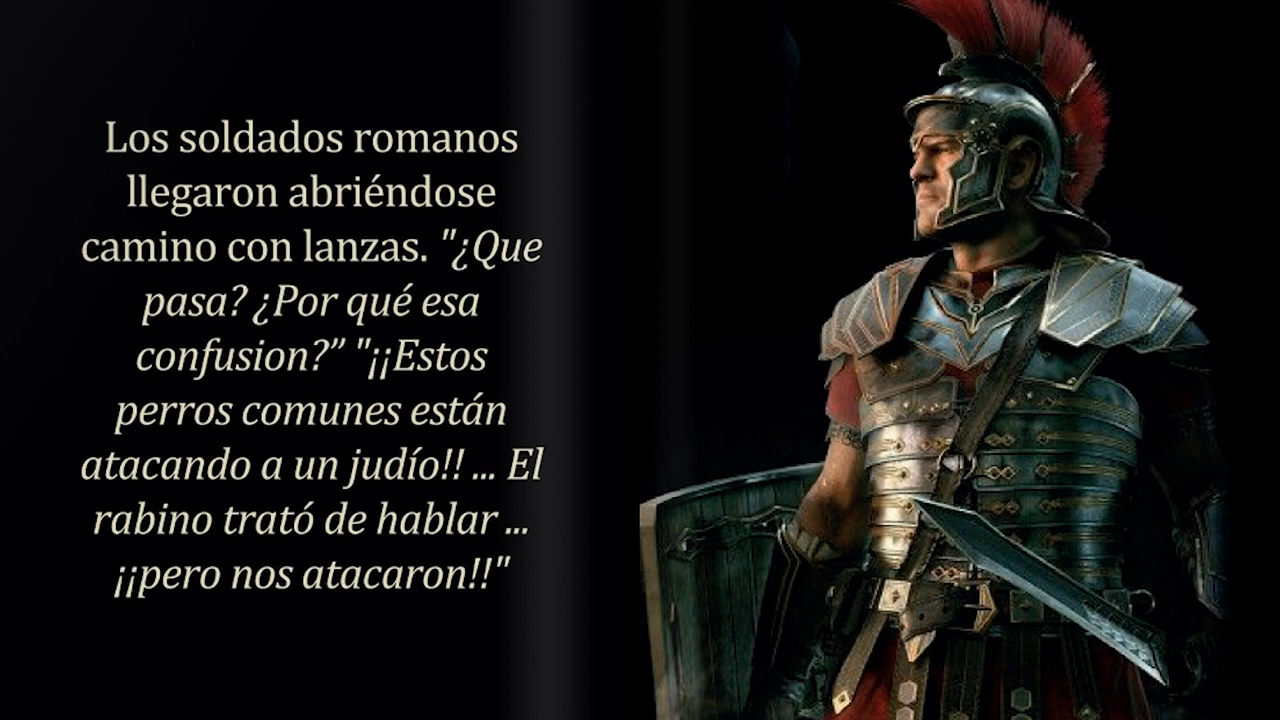 Los soldados romanos
llegaron abriéndose
camino con lanzas. "¿Que
pasa? ¿Por qué esa
confusion?” "¡¡Estos
perros comunes están
atacando a un judío!! ... El
rabino trató de hablar ...
¡¡pero nos atacaron!!"